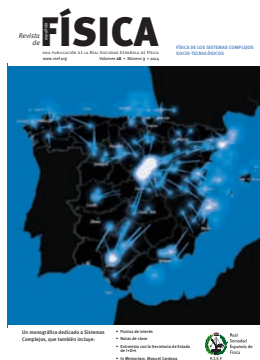 Revista
de
española
FÍSICA
UNA PUBLICACIÓN DE LA REAL SOCIEDAD ESPAÑOLA DE FÍSICA
www.rsef.org
Volumen 28 • Número 3 • 2014
FÍSICA DE LOS SISTEMAS COMPLEJOS
SOCIO-TECNOLÓGICOS
Un monográfico dedicado a Sistemas
Complejos, que también incluye:
• Puntos de interés
• Notas de clase
• Entrevista con la Secretaria de Estado
de I+D+i
• In Memoriam. Manuel Cardona
Real
Sociedad
Española de
Física
R.S.E.F.